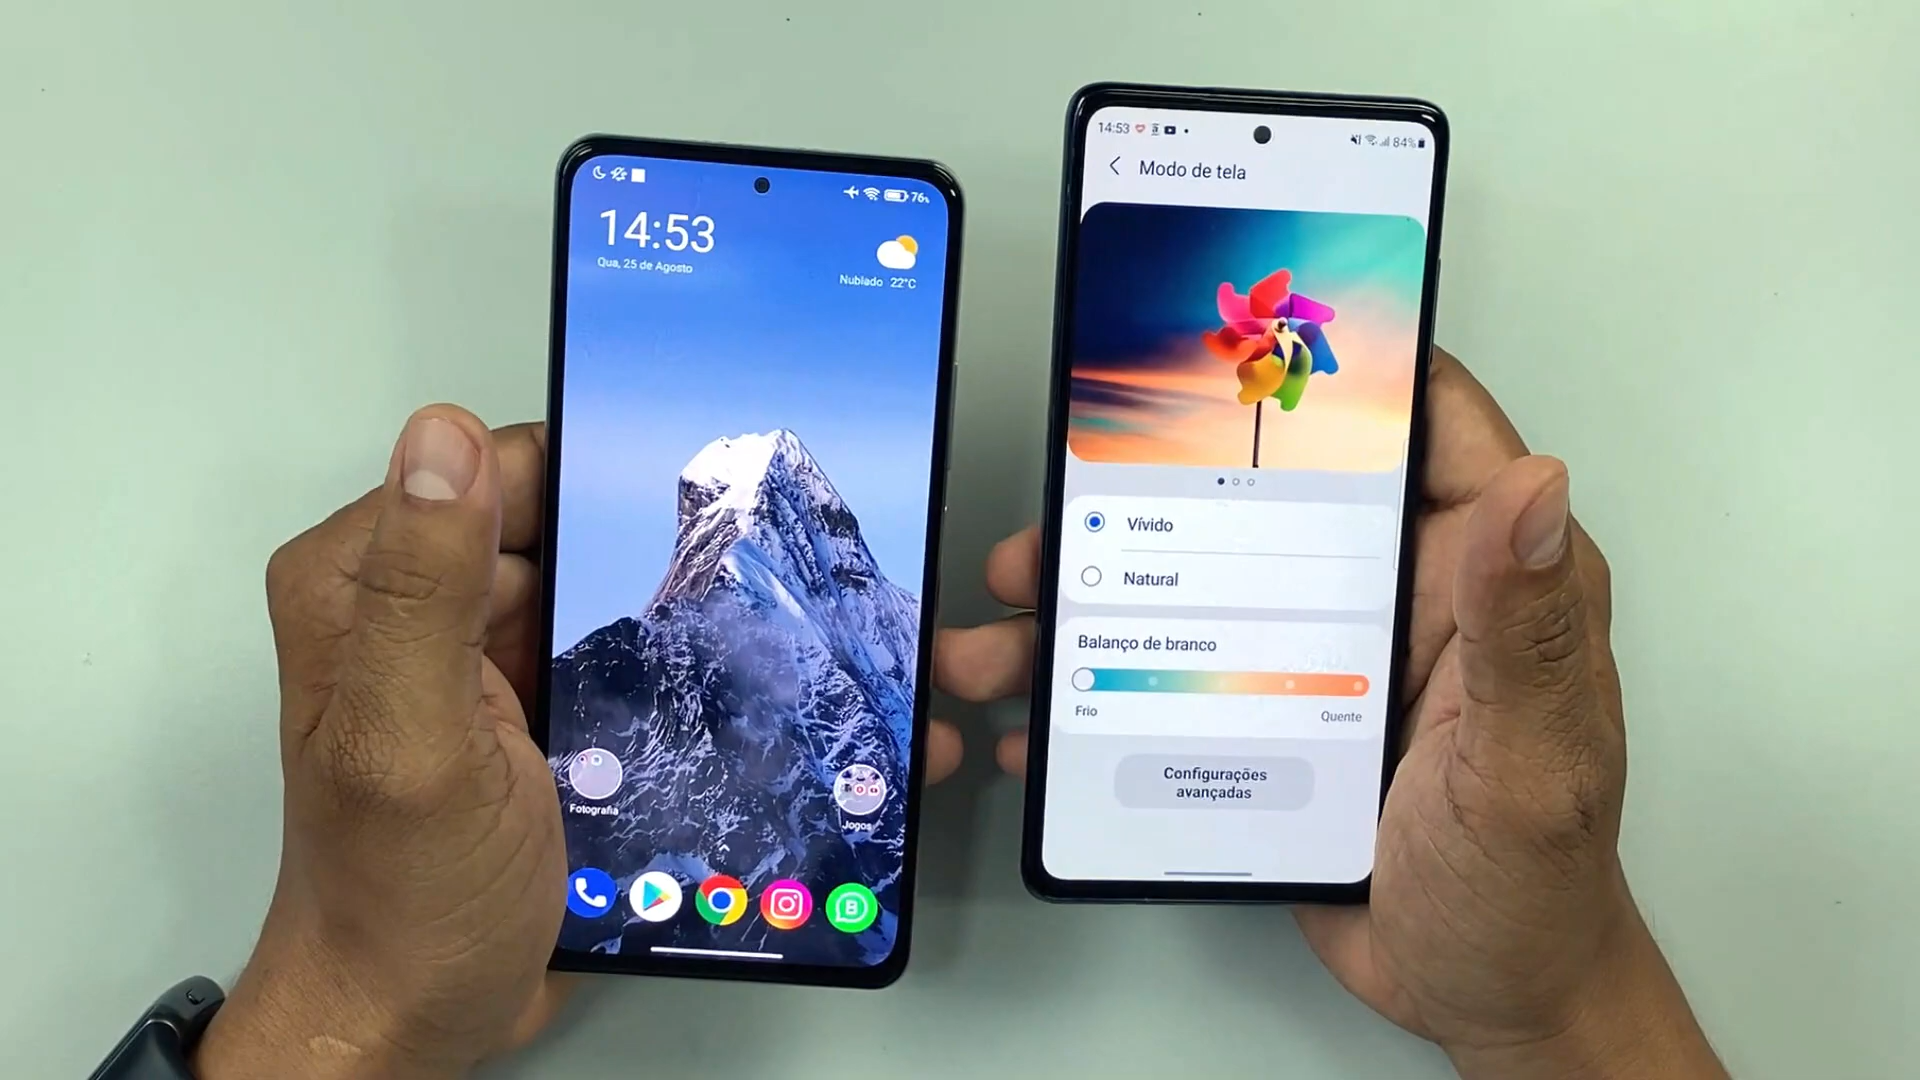 76%
14:53
Qua, 25 de Agosto
Nublado 22°C
Fotografia
Jogos
B
14:53
84%
Modo de tela
Vívido
Natural
Balanço de branco
Frio
Quente
Configurações
avançadas